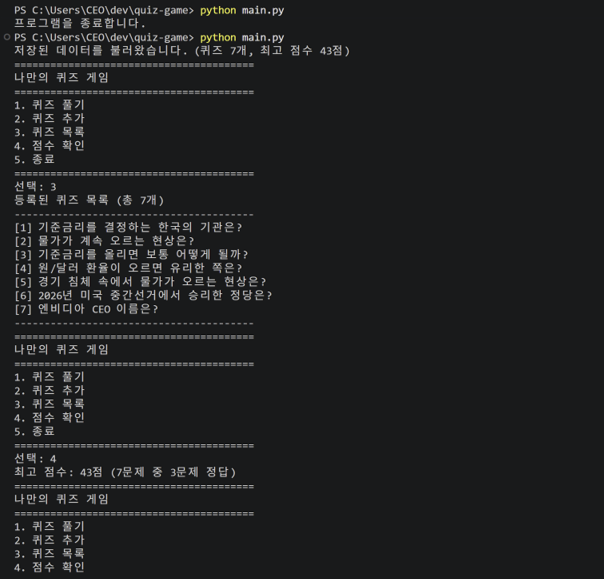 PS C:\Users\CEO\dev\quiz-game> python main.py
프로그램을 종료합니다.
PS C:\Users\CEO\dev\quiz-game> python main.py
저장된 데이터를 불러왔습니다. (퀴즈 7개, 최고 점수 43점)
========================================
나만의 퀴즈 게임
========================================
1. 퀴즈 풀기
2. 퀴즈 추가
3. 퀴즈 목록
4. 점수 확인
5. 종료
========================================
선택: 3
등록된 퀴즈 목록 (총 7개)
----------------------------------------
[1] 기준금리를 결정하는 한국의 기관은?
[2] 물가가 계속 오르는 현상은?
[3] 기준금리를 올리면 보통 어떻게 될까?
[4] 원/달러 환율이 오르면 유리한 쪽은?
[5] 경기 침체 속에서 물가가 오르는 현상은?
[6] 2026년 미국 중간선거에서 승리한 정당은?
[7] 엔비디아 CEO 이름은?
----------------------------------------
========================================
나만의 퀴즈 게임
========================================
1. 퀴즈 풀기
2. 퀴즈 추가
3. 퀴즈 목록
4. 점수 확인
5. 종료
========================================
선택: 4
최고 점수: 43점 (7문제 중 3문제 정답)
========================================
나만의 퀴즈 게임
========================================
1. 퀴즈 풀기
2. 퀴즈 추가
3. 퀴즈 목록
4. 점수 확인